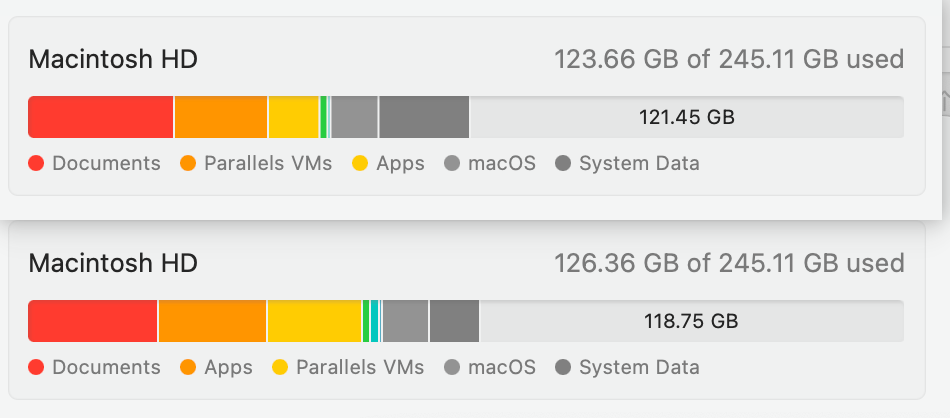 Macintosh HD 123.66 GB of 245.11 GB used
121.45 GB
Documents Parallels VMs Apps macOS System Data
Macintosh HD 126.36 GB of 245.11 GB used
118.75 GB
Documents Apps Parallels VMs macOS System Data